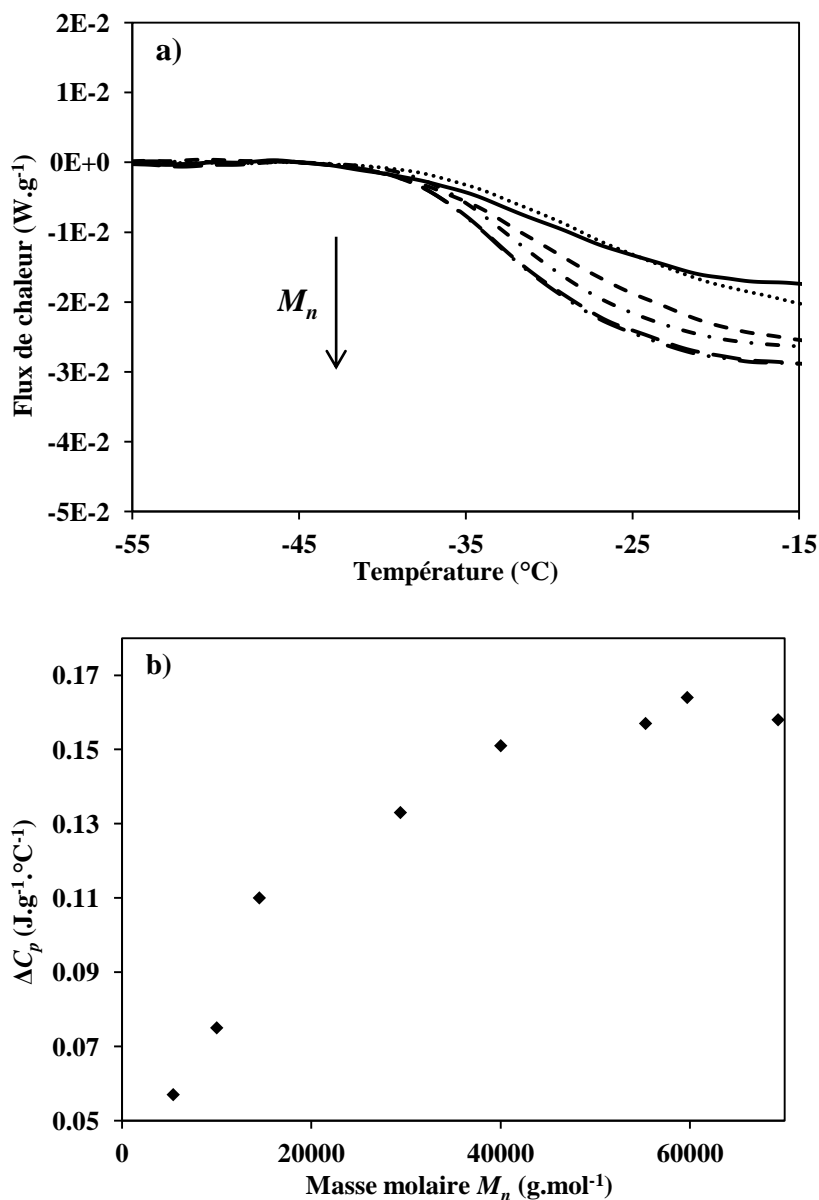 a)
2E-2
1E-2
0E+0
-1E-2
-2E-2
-3E-2
-4E-2
-5E-2
Flux de chaleur (W.g-1)
Mn
-55
-45
-35
-25
-15
Température (°C)
b)
0.17
0.15
0.13
0.11
0.09
0.07
0.05
ΔCp (J.g-1.°C-1)
0
20000
40000
60000
Masse molaire Mn (g.mol-1)